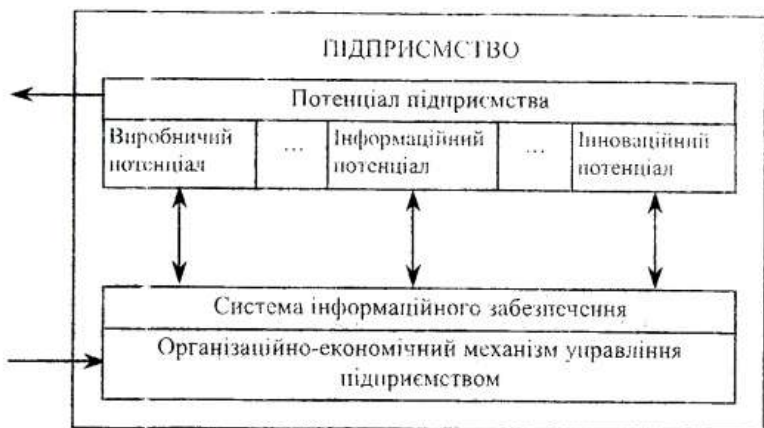 ПІДПРИЄМСТВО
Потенціал підприємства
Виробничий ... Інформаційний ... Інноваційний
потенціал потенціал потенціал
Система інформаційного забезпечення
Організаційно-економічний механізм управління
підприємством